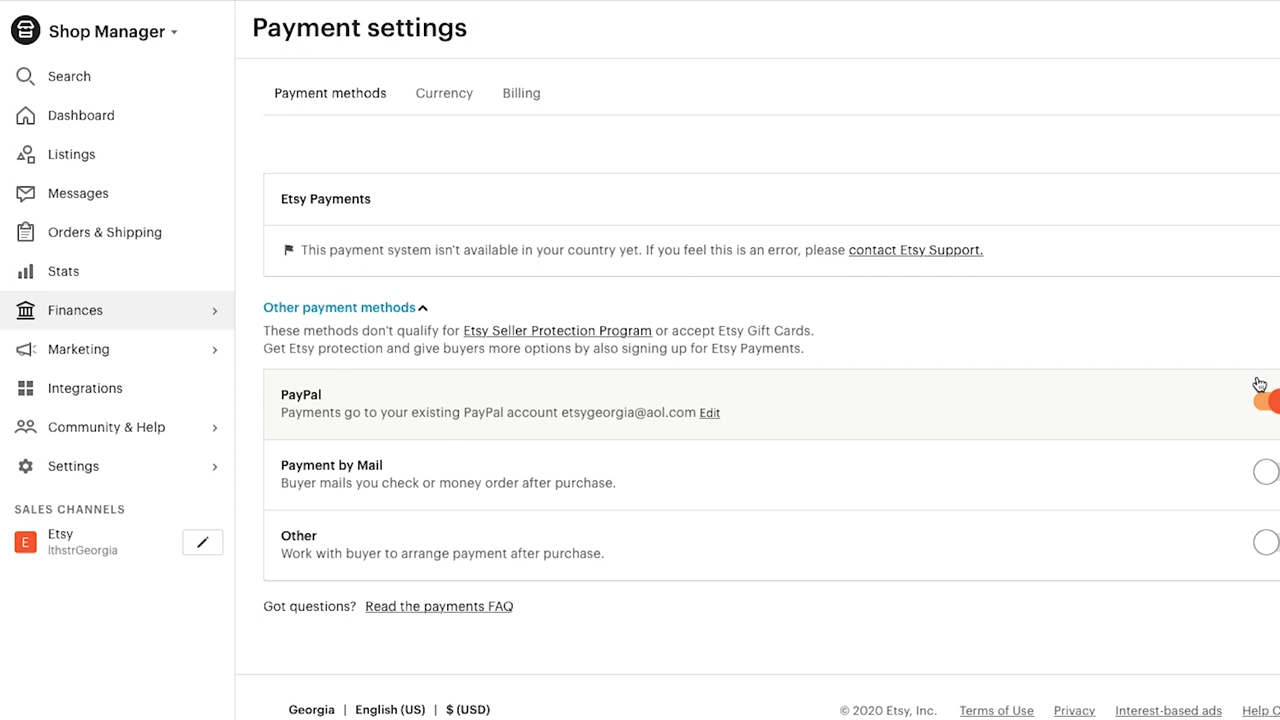 Shop Manager
Search
Dashboard
Listings
Messages
Orders & Shipping
Stats
Finances
Marketing
Integrations
Community & Help
Settings
SALES CHANNELS
E
Etsy
lthstrGeorgia
Payment settings
Payment methods Currency Billing
Etsy Payments
This payment system isn't available in your country yet. If you feel this is an error, please contact Etsy Support.
Other payment methods
These methods don't qualify for Etsy Seller Protection Program or accept Etsy Gift Cards.
Get Etsy protection and give buyers more options by also signing up for Etsy Payments.
PayPal
Payments go to your existing PayPal account etsygeorgia@aol.com Edit
Payment by Mail
Buyer mails you check or money order after purchase.
Other
Work with buyer to arrange payment after purchase.
Got questions? Read the payments FAQ
Georgia | English (US) | $ (USD)
© 2020 Etsy, Inc. Terms of Use Privacy Interest-based ads Help